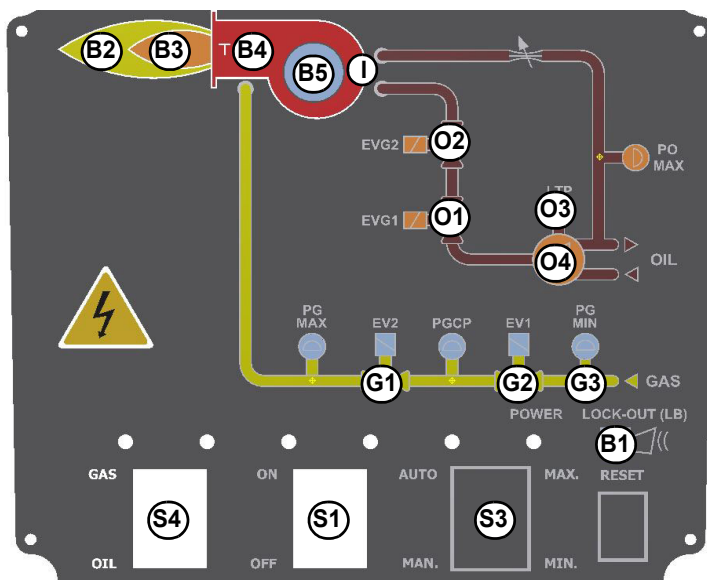 B2 B3 T B4 B5 I
EVG2 O2
PO
MAX
LTP
O3
EVG1 O1
O4 OIL
PG
MAX EV2 PGCP EV1 PG
MIN
G1 G2 G3 GAS
POWER LOCK-OUT (LB)
B1
GAS ON AUTO MAX. RESET
S4 S1 S3
OIL OFF MAN. MIN.